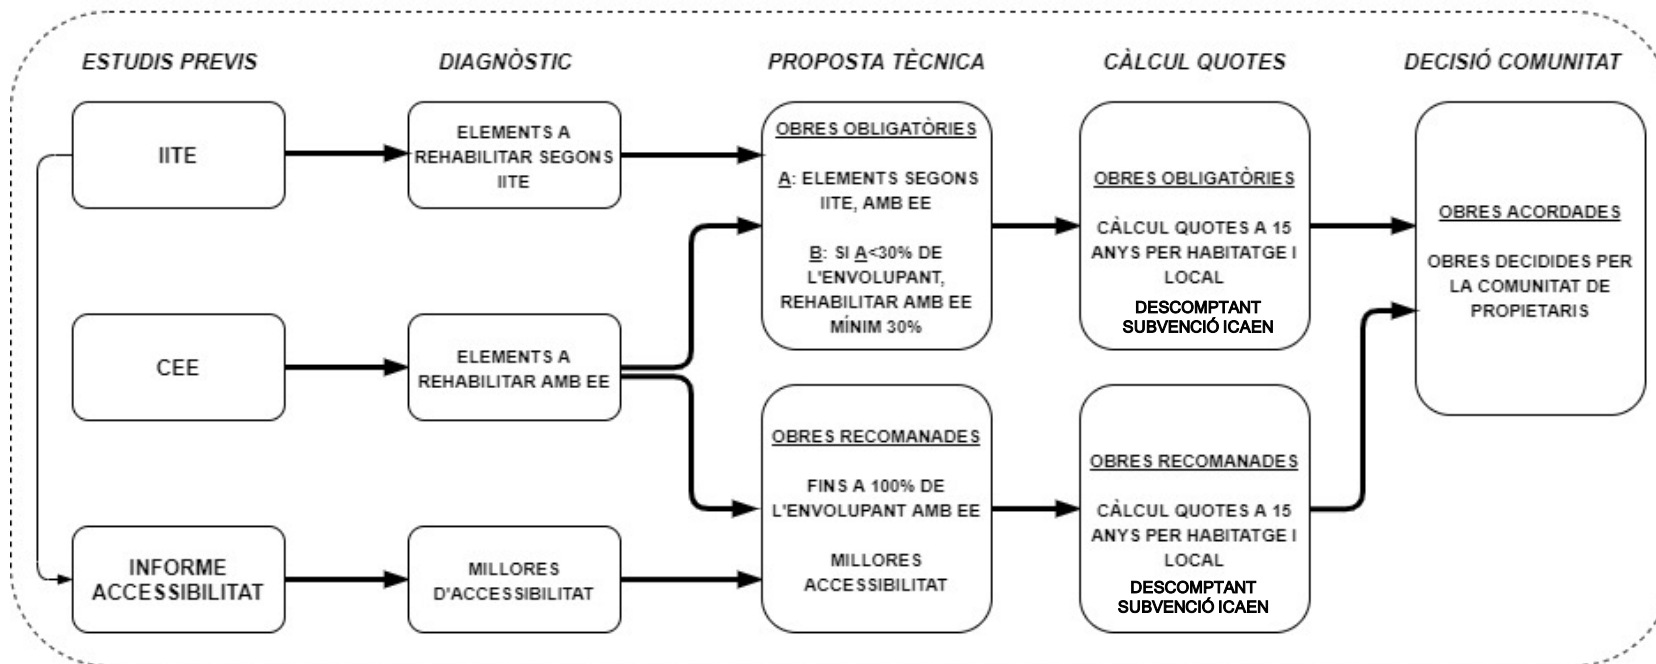 ESTUDIS PREVIS
DIAGNÒSTIC
PROPOSTA TÈCNICA
CÀLCUL QUOTES
DECISIÓ COMUNITAT
IITE
ELEMENTS A
REHABILITAR SEGONS
IITE
OBRES OBLIGATÒRIES
A: ELEMENTS SEGONS
IITE, AMB EE
B: SI A<30% DE
L'ENVOLUPANT,
REHABILITAR AMB EE
MÍNIM 30%
OBRES OBLIGATÒRIES
CÀLCUL QUOTES A 15
ANYS PER HABITATGE I
LOCAL
DESCOMPTANT
SUBVENCIÓ ICAEN
OBRES ACORDADES
OBRES DECIDIDES PER
LA COMUNITAT DE
PROPIETARIS
CEE
ELEMENTS A
REHABILITAR AMB EE
OBRES RECOMANADES
FINS A 100% DE
L'ENVOLUPANT AMB EE
MILLORES
ACCESSIBILITAT
OBRES RECOMANADES
CÀLCUL QUOTES A 15
ANYS PER HABITATGE I
LOCAL
DESCOMPTANT
SUBVENCIÓ ICAEN
INFORME
ACCESSIBILITAT
MILLORES
D'ACCESSIBILITAT